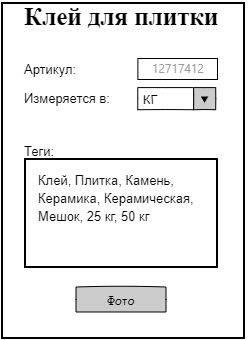 Клей для плитки
Артикул: 12717412
Измеряется в: КГ
Теги:
Клей, Плитка, Камень,
Керамика, Керамическая,
Мешок, 25 кг, 50 кг
Фото